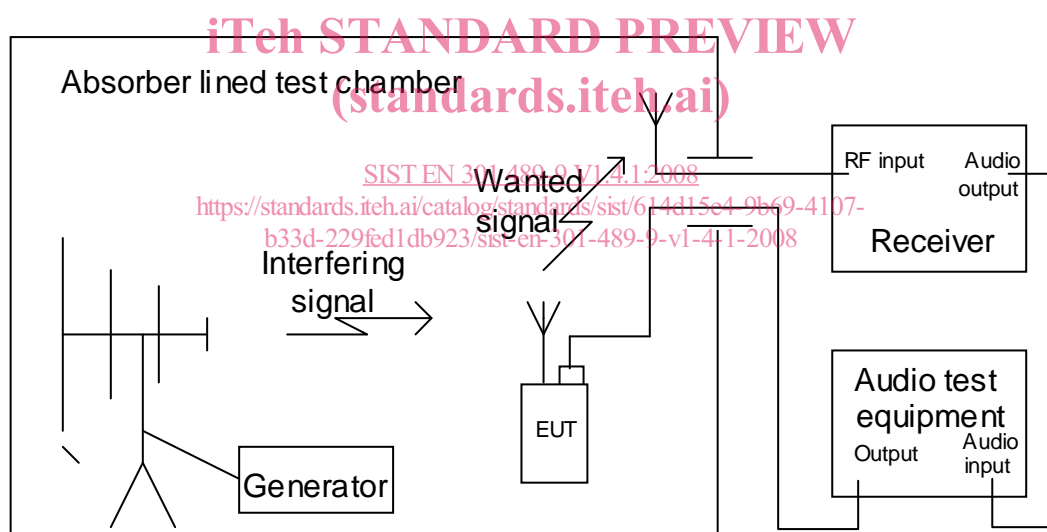 iTeh STANDARD PREVIEW
(standards.iteh.ai)
Absorber lined test chamber
SIST EN 301 489-9 V1.4.1:2008
https://standards.iteh.ai/catalog/standards/sist/614d15e4-9b69-4107-
b33d-229fed1db923/sist-en-301-489-9-v1-4-1-2008
Wanted
signal
Interfering
signal
RF input
Audio
output
Receiver
EUT
Generator
Audio test
equipment
Output
Audio
input